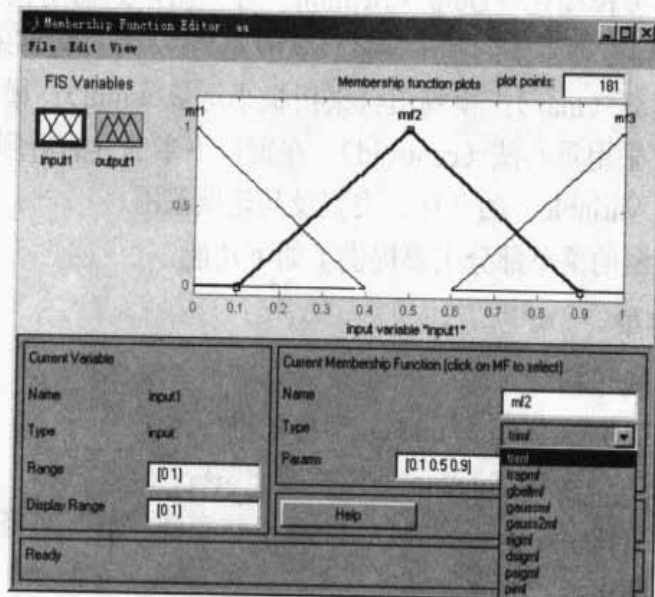 Membership Function Editor: aa
File Edit View
FIS Variables
Membership function plots plot points: 181
mf1 mf2 mf3
1
0.5
0
input1 output1
0 0.1 0.2 0.3 0.4 0.5 0.6 0.7 0.8 0.9 1
input variable "input1"
Current Variable
Name input1
Type input
Range [0 1]
Display Range [0 1]
Current Membership Function (click on MF to select)
Name mf2
Type trimf
Params [0.1 0.5 0.9]
trimf
trapmf
gbellmf
gaussmf
gauss2mf
sigmf
dsigmf
psigmf
pimf
Help
Ready